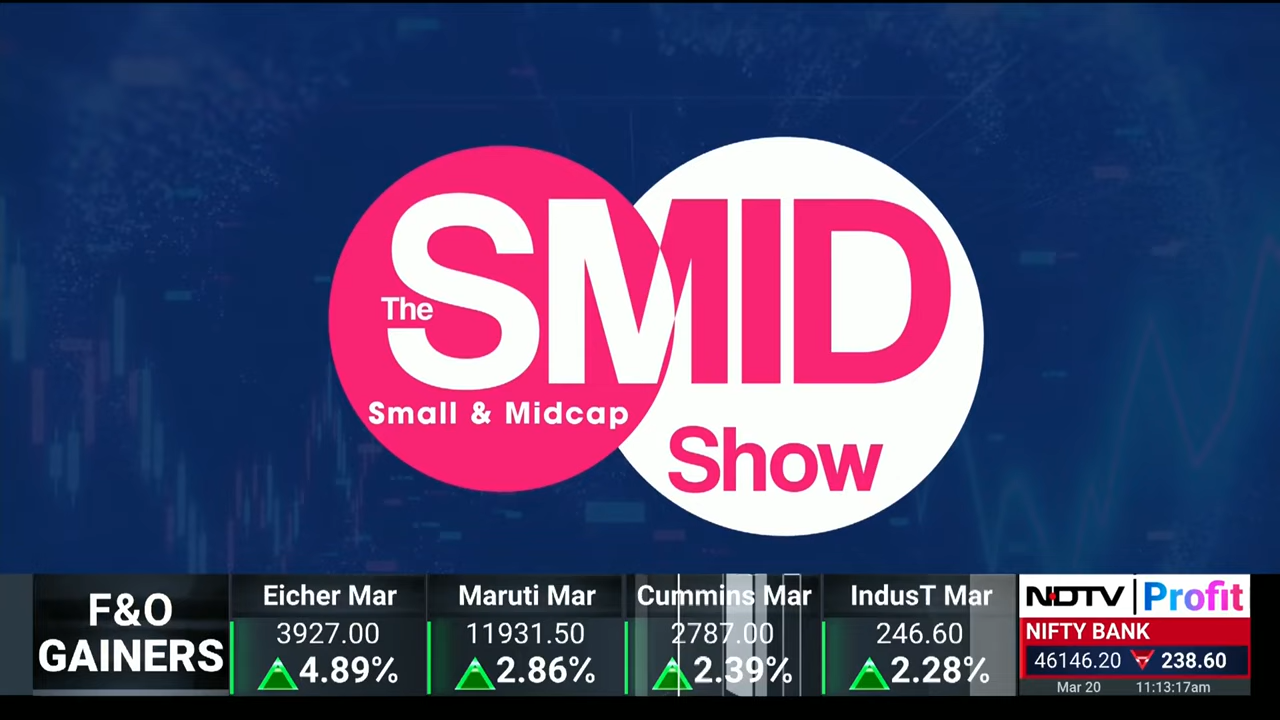 The SMID
Small & Midcap
Show
F&O
GAINERS
Eicher Mar
3927.00
4.89%
Maruti Mar
11931.50
2.86%
Cummins Mar
2787.00
2.39%
IndusT Mar
246.60
2.28%
NDTV Profit
NIFTY BANK
46146.20 238.60
Mar 20 11:13:17am